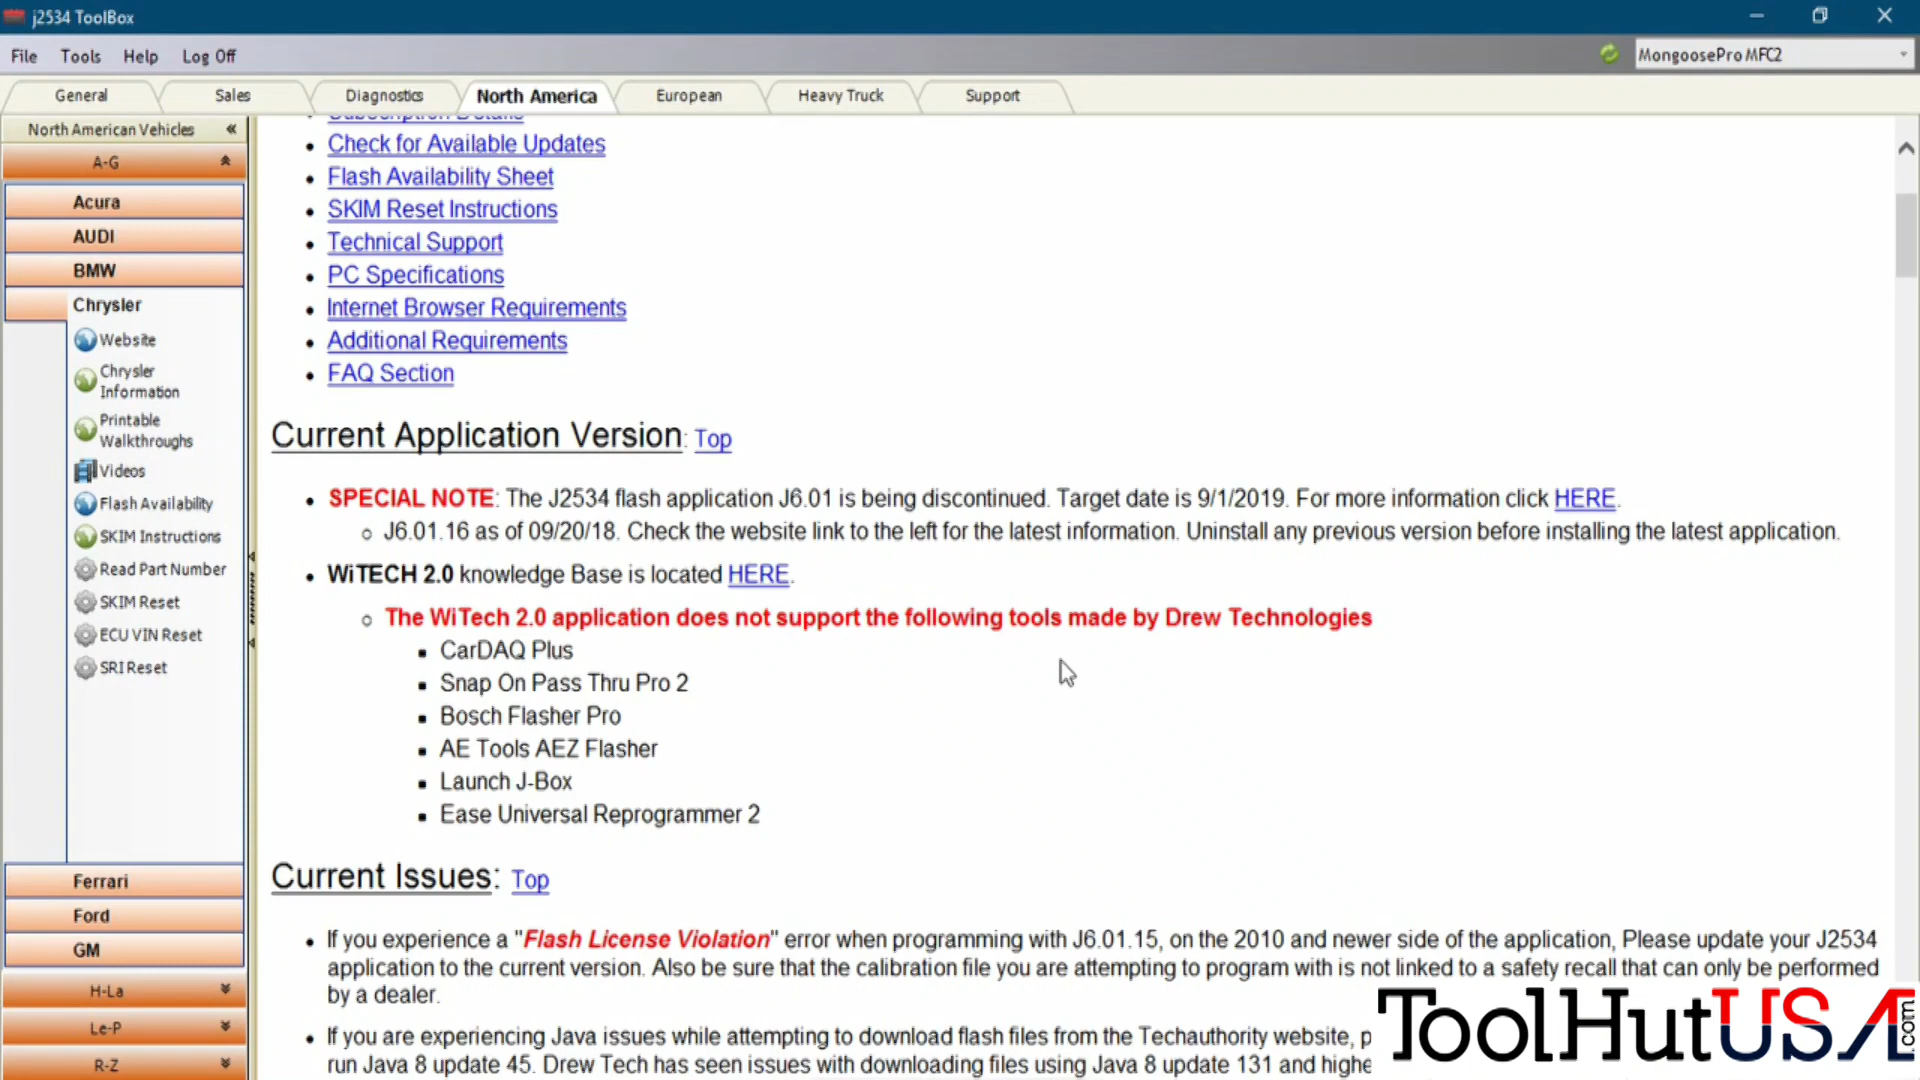 j2534 ToolBox
File Tools Help Log Off
MongoosePro MFC2
General Sales Diagnostics North America European Heavy Truck Support
North American Vehicles
A-G
Acura
AUDI
BMW
Chrysler
Website
Chrysler
Information
Printable
Walkthroughs
Videos
Flash Availability
SKIM Instructions
Read Part Number
SKIM Reset
ECU VIN Reset
SRI Reset
Ferrari
Ford
GM
H-La
Le-P
R-Z
Subscription Details
Check for Available Updates
Flash Availability Sheet
SKIM Reset Instructions
Technical Support
PC Specifications
Internet Browser Requirements
Additional Requirements
FAQ Section
Current Application Version: Top
SPECIAL NOTE: The J2534 flash application J6.01 is being discontinued. Target date is 9/1/2019. For more information click HERE.
J6.01.16 as of 09/20/18. Check the website link to the left for the latest information. Uninstall any previous version before installing the latest application.
WiTECH 2.0 knowledge Base is located HERE.
The WiTech 2.0 application does not support the following tools made by Drew Technologies
CarDAQ Plus
Snap On Pass Thru Pro 2
Bosch Flasher Pro
AE Tools AEZ Flasher
Launch J-Box
Ease Universal Reprogrammer 2
Current Issues: Top
If you experience a "Flash License Violation" error when programming with J6.01.15, on the 2010 and newer side of the application, Please update your J2534
application to the current version. Also be sure that the calibration file you are attempting to program with is not linked to a safety recall that can only be performed
by a dealer.
If you are experiencing Java issues while attempting to download flash files from the Techauthority website, p
run Java 8 update 45. Drew Tech has seen issues with downloading files using Java 8 update 131 and highe
ToolHutUSA.com